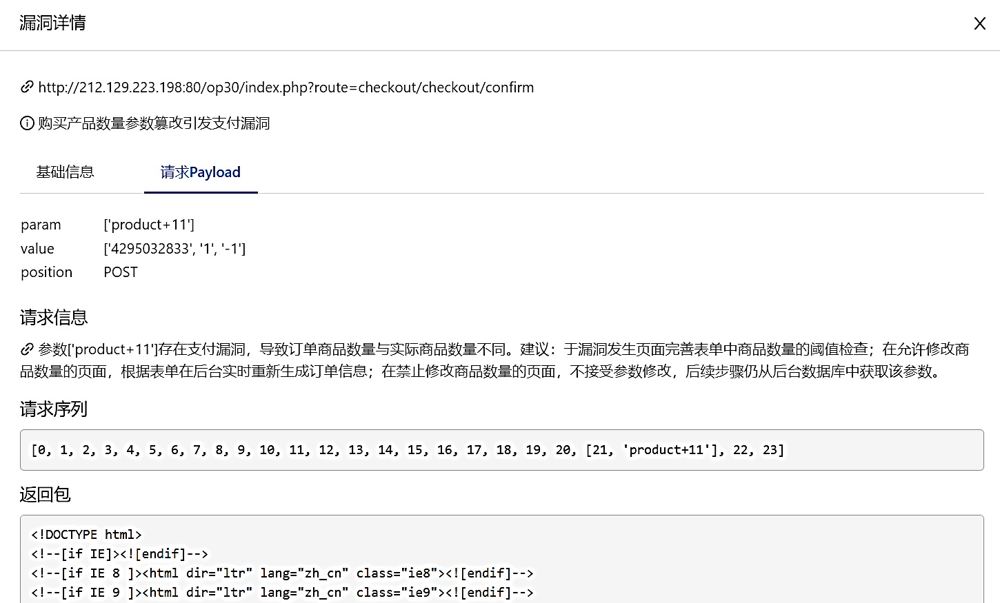 漏洞详情
http://212.129.223.198:80/op30/index.php?route=checkout/checkout/confirm
购买产品数量参数篡改引发支付漏洞
基础信息 请求Payload
param ['product+11']
value ['4295032833', '1', '-1']
position POST
请求信息
参数['product+11']存在支付漏洞，导致订单商品数量与实际商品数量不同。建议：于漏洞发生页面完善表单中商品数量的阈值检查；在允许修改商
品数量的页面，根据表单在后台实时重新生成订单信息；在禁止修改商品数量的页面，不接受参数修改，后续步骤仍从后台数据库中获取该参数。
请求序列
[0, 1, 2, 3, 4, 5, 6, 7, 8, 9, 10, 11, 12, 13, 14, 15, 16, 17, 18, 19, 20, [21, 'product+11'], 22, 23]
返回包
<!DOCTYPE html>
<!--[if IE]><![endif]-->
<!--[if IE 8 ]><html dir="ltr" lang="zh_cn" class="ie8"><![endif]-->
<!--[if IE 9 ]><html dir="ltr" lang="zh_cn" class="ie9"><![endif]-->